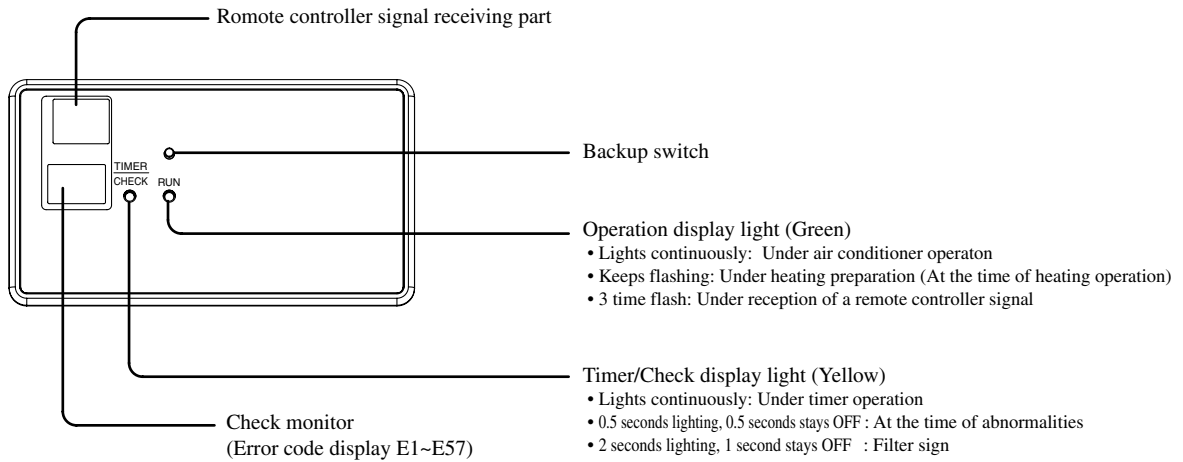 Romote controller signal receiving part
Backup switch
TIMER
CHECK RUN
Operation display light (Green)
• Lights continuously: Under air conditioner operaton
• Keeps flashing: Under heating preparation (At the time of heating operation)
• 3 time flash: Under reception of a remote controller signal
Timer/Check display light (Yellow)
• Lights continuously: Under timer operation
• 0.5 seconds lighting, 0.5 seconds stays OFF : At the time of abnormalities
• 2 seconds lighting, 1 second stays OFF : Filter sign
Check monitor
(Error code display E1~E57)